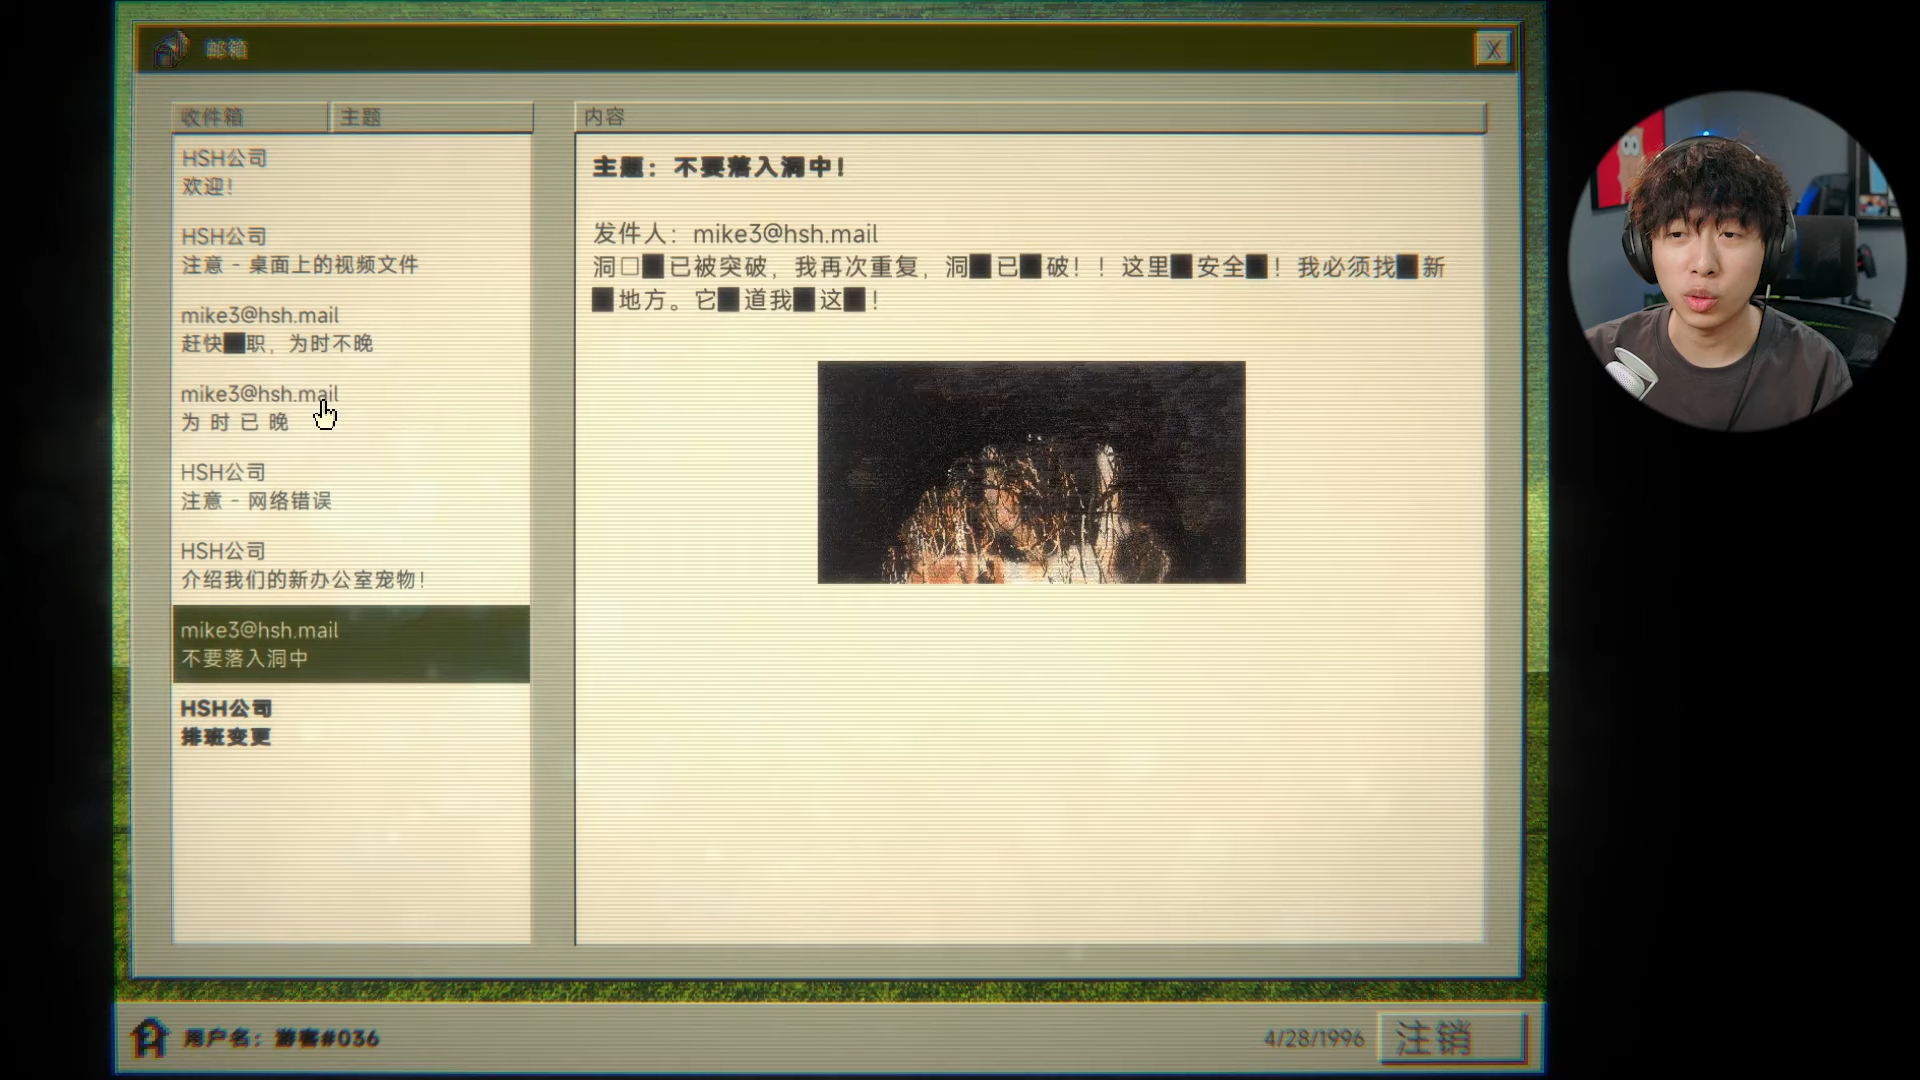 邮箱
X
收件箱 主题
HSH公司
欢迎！
HSH公司
注意 - 桌面上的视频文件
mike3@hsh.mail
赶快■职，为时不晚
mike3@hsh.mail
为 时 已 晚
HSH公司
注意 - 网络错误
HSH公司
介绍我们的新办公室宠物！
mike3@hsh.mail
不要落入洞中
HSH公司
排班变更
内容
主题：不要落入洞中！
发件人：mike3@hsh.mail
洞□■已被突破，我再次重复，洞■已■破！！这里■安全■！我必须找■新
■地方。它■道我■这■！
用户名：游客#036
4/28/1996
注销